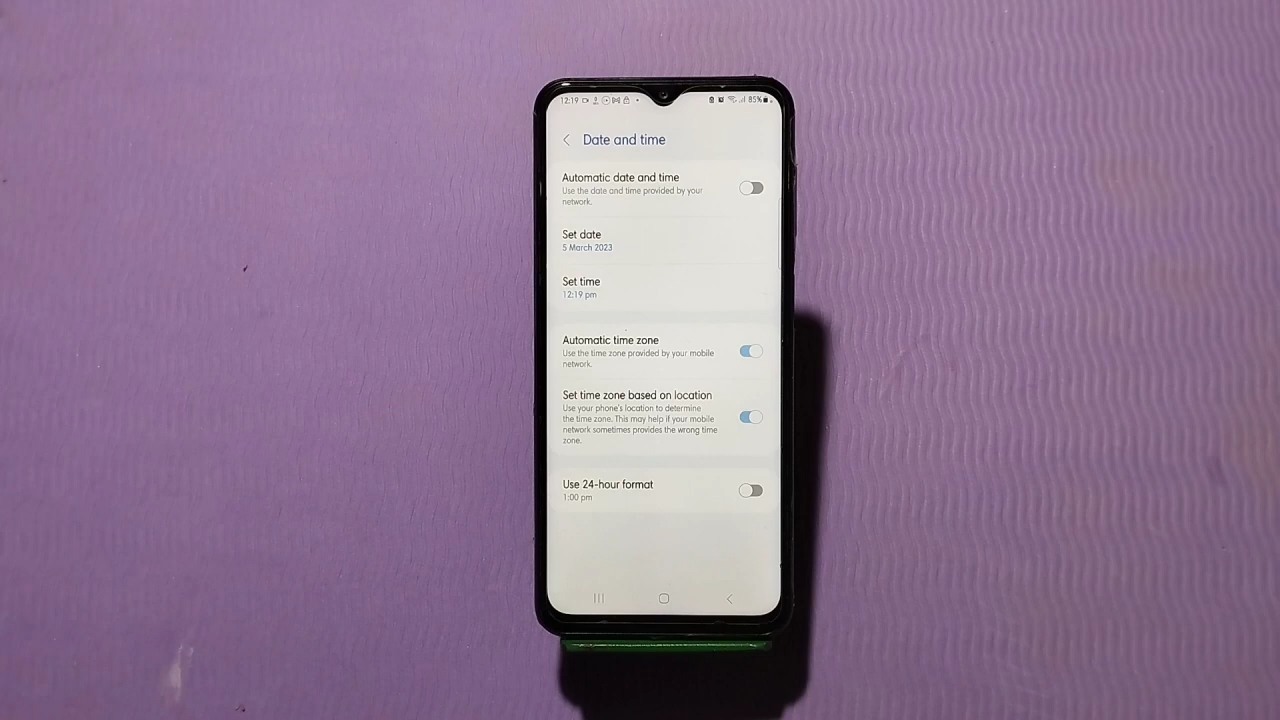 12:19
85%
Date and time
Automatic date and time
Use the date and time provided by your
network.
Set date
5 March 2023
Set time
12:19 pm
Automatic time zone
Use the time zone provided by your mobile
network.
Set time zone based on location
Use your phone's location to determine
the time zone. This may help if your mobile
network sometimes provides the wrong time
zone.
Use 24-hour format
1:00 pm